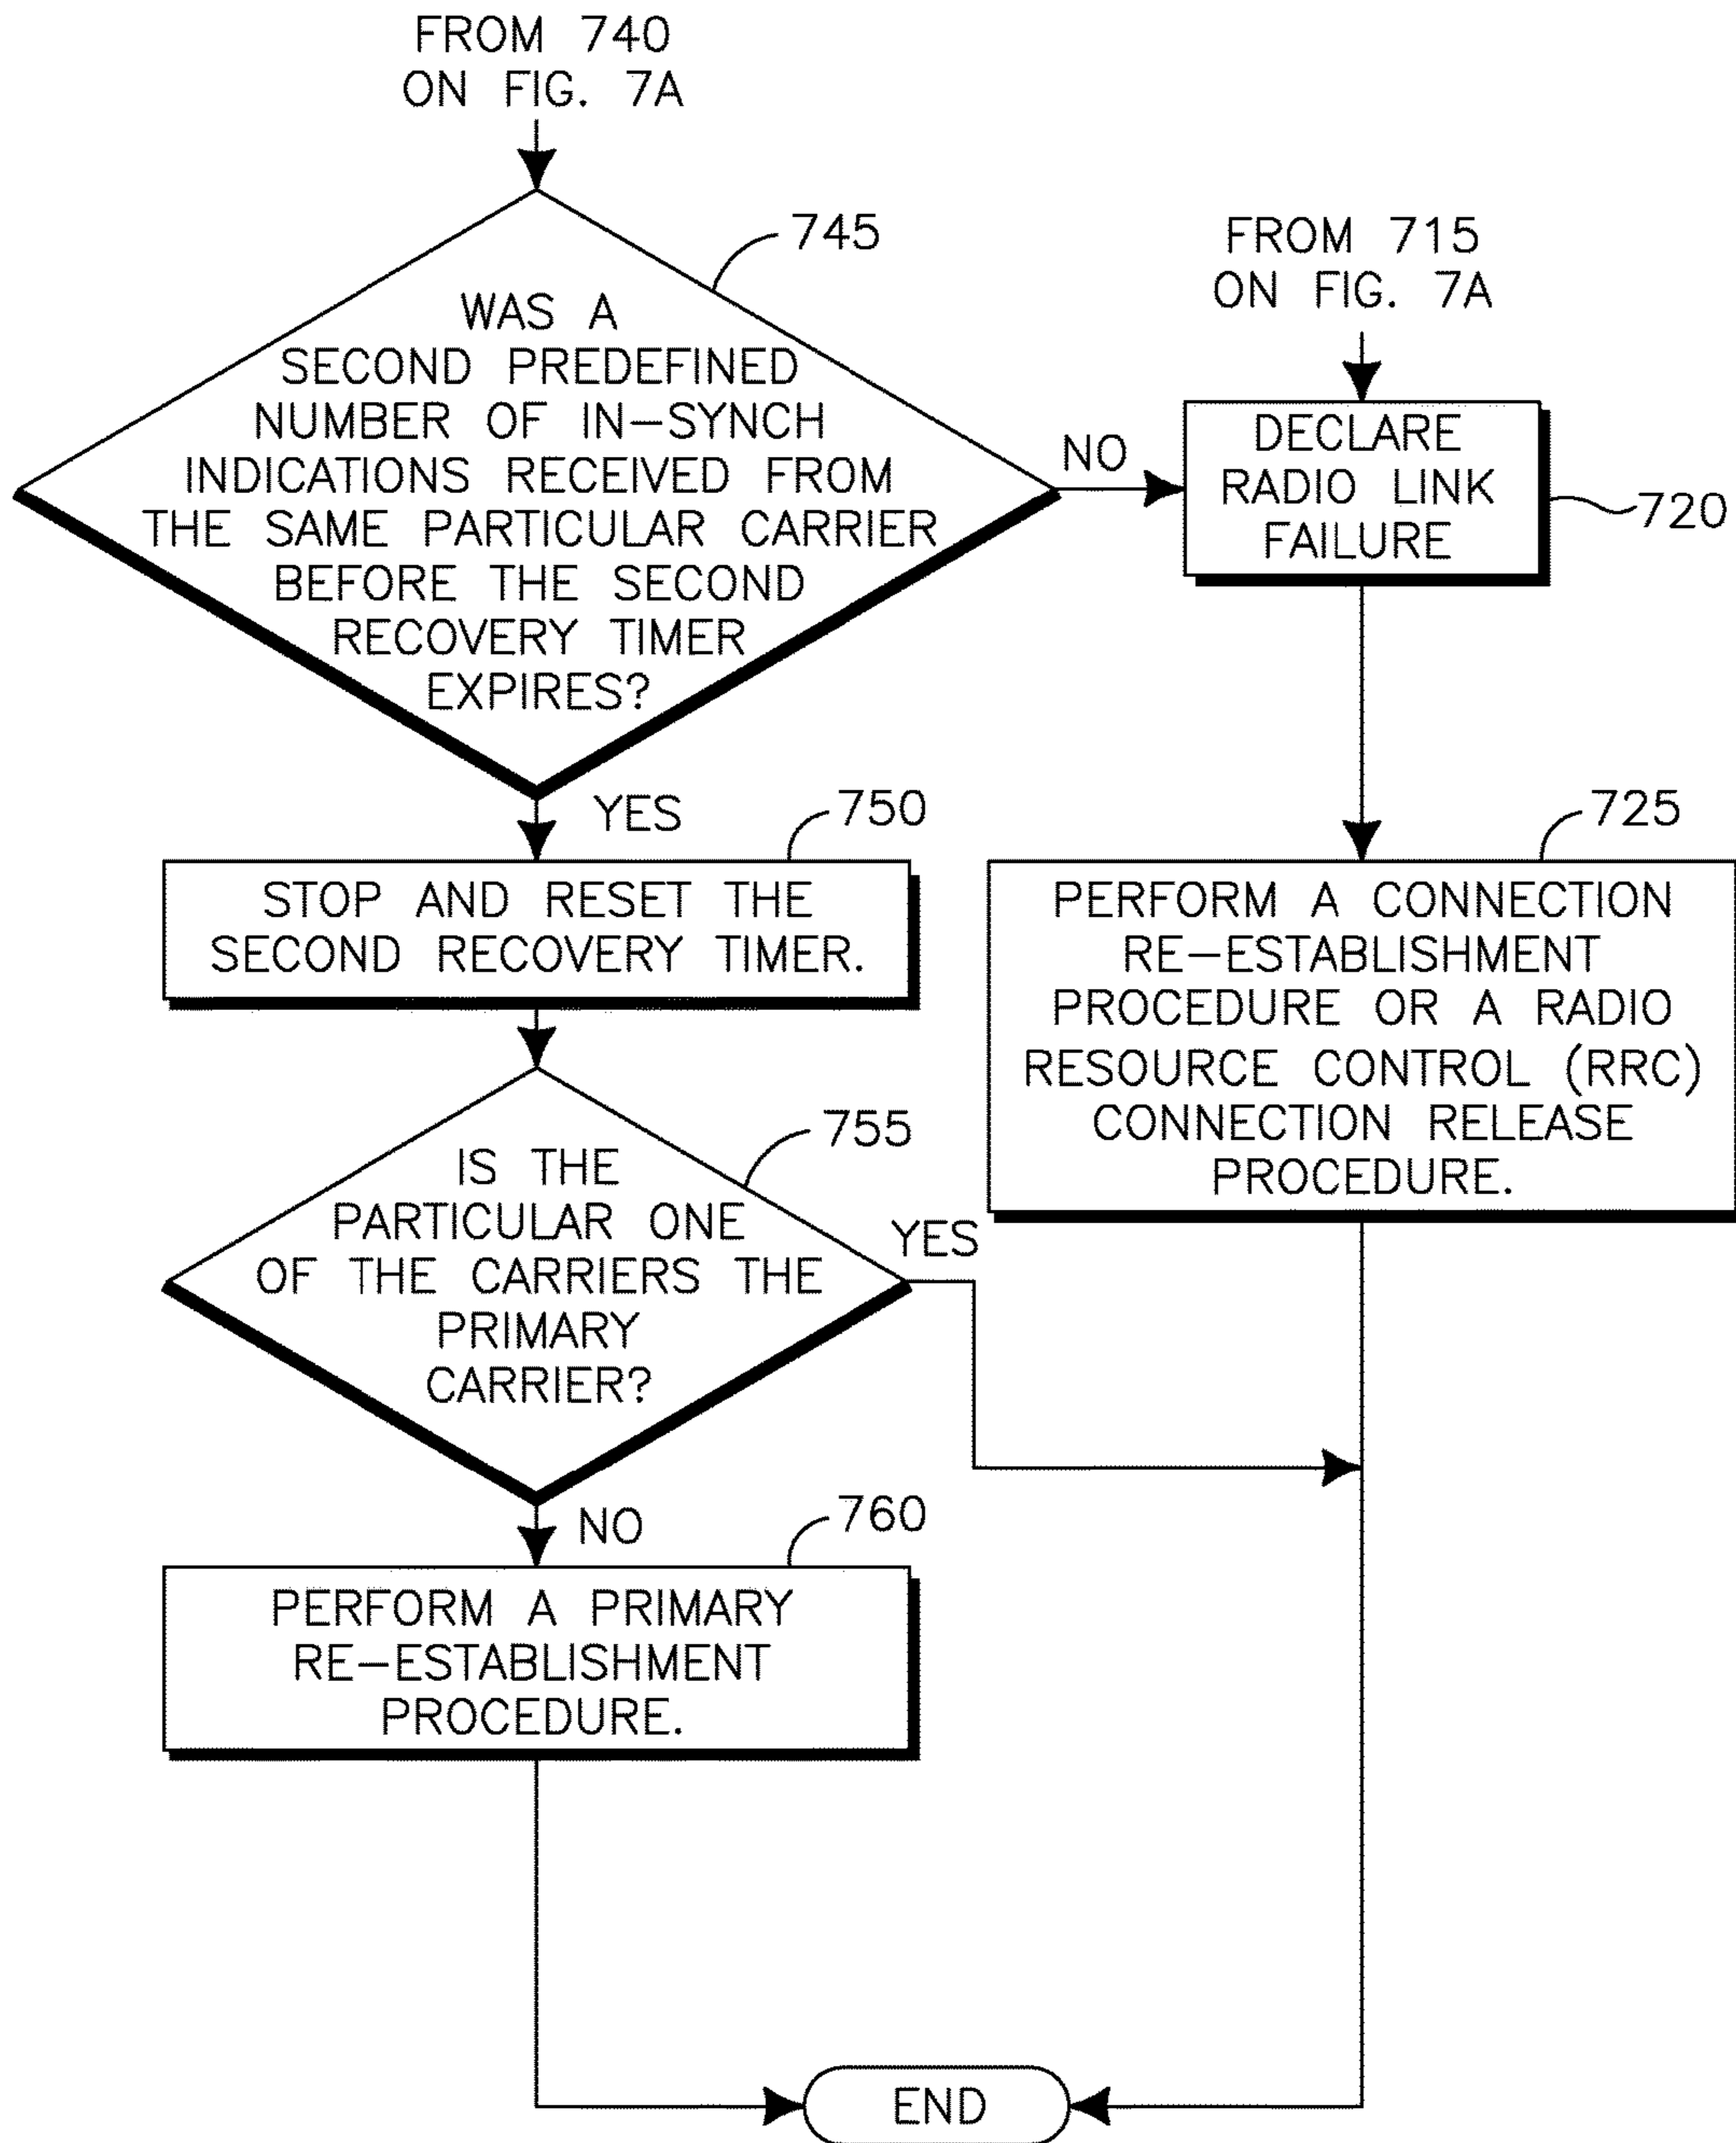 FROM 740
ON FIG. 7A
745
WAS A
SECOND PREDEFINED
NUMBER OF IN-SYNCH
INDICATIONS RECEIVED FROM
THE SAME PARTICULAR CARRIER
BEFORE THE SECOND
RECOVERY TIMER
EXPIRES?
NO
FROM 715
ON FIG. 7A
DECLARE
RADIO LINK
FAILURE
720
YES
750
STOP AND RESET THE
SECOND RECOVERY TIMER.
725
PERFORM A CONNECTION
RE-ESTABLISHMENT
PROCEDURE OR A RADIO
RESOURCE CONTROL (RRC)
CONNECTION RELEASE
PROCEDURE.
755
IS THE
PARTICULAR ONE
OF THE CARRIERS THE
PRIMARY
CARRIER?
YES
NO
760
PERFORM A PRIMARY
RE-ESTABLISHMENT
PROCEDURE.
END